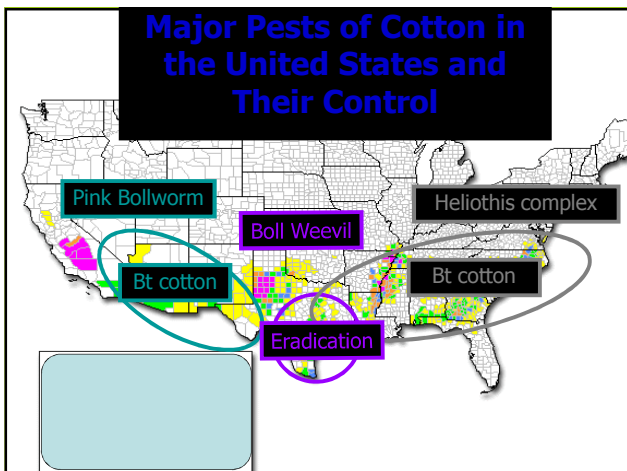 Major Pests of Cotton in
the United States and
Their Control
Pink Bollworm
Heliothis complex
Boll Weevil
Bt cotton
Bt cotton
Eradication